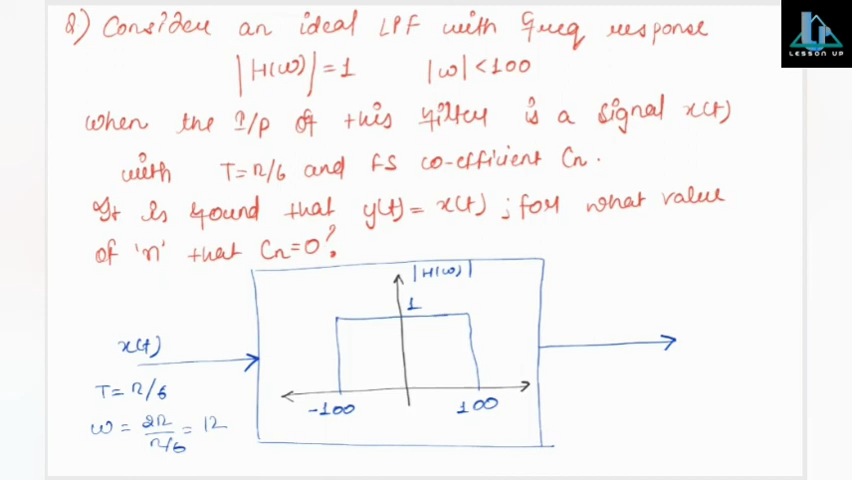 Q) Consider an ideal LPF with freq response
|H(ω)| = 1 |ω| < 100
when the I/p of this filter is a signal x(t)
with T = π/6 and FS co-efficient Cn.
It is found that y(t) = x(t) ; for what value
of 'n' that Cn = 0?
|H(ω)|
1
x(t)
T = π/6
-100 100
ω = 2π/π/6 = 12
LESSON UP